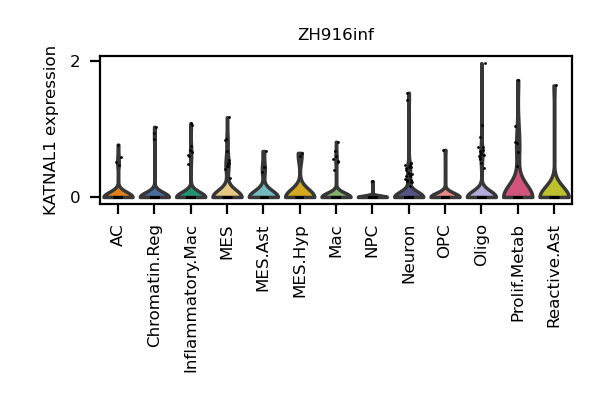 ZH916inf
KATNAL1 expression
2
0
AC
Chromatin.Reg
Inflammatory.Mac
MES
MES.Ast
MES.Hyp
Mac
NPC
Neuron
OPC
Oligo
Prolif.Metab
Reactive.Ast